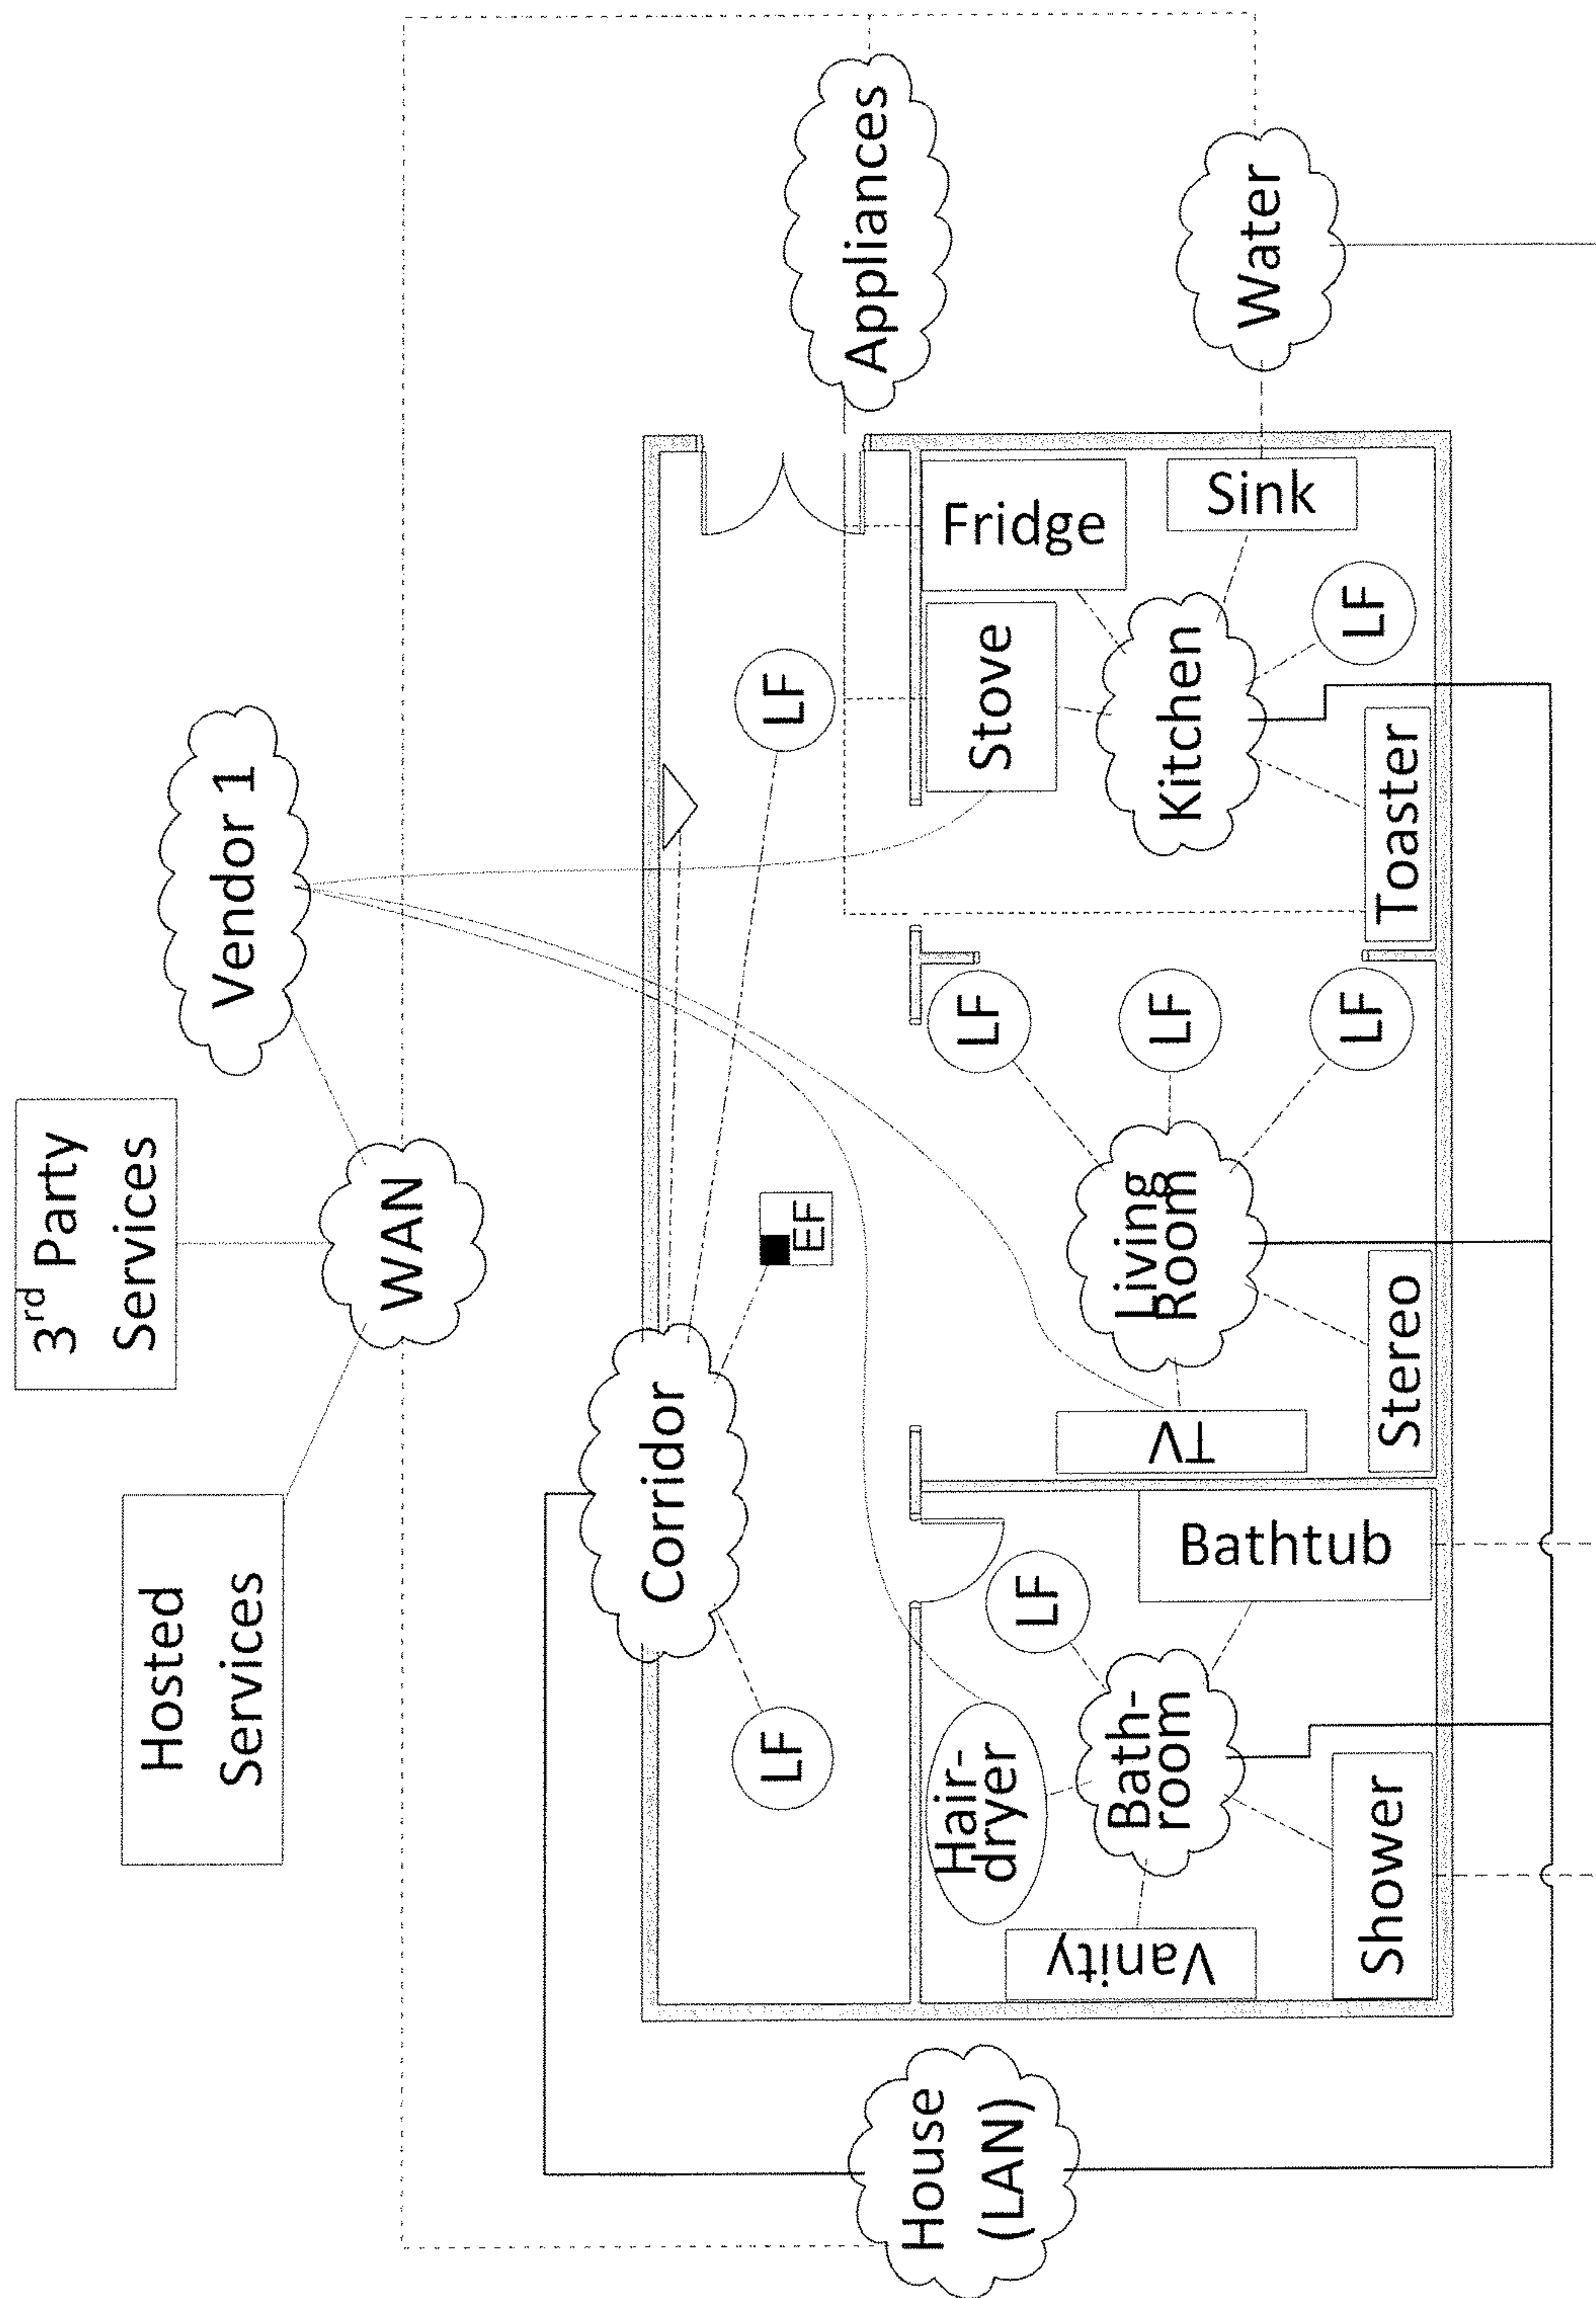 3rd Party
Services
Hosted
Services
Vendor 1
WAN
Corridor
LF
LF
EF
House
(LAN)
Appliances
Water
Vanity
Hair-
dryer
LF
Bath-
room
Shower
Bathtub
TV
Living
Room
Stereo
LF
LF
LF
Stove
Fridge
Sink
Kitchen
LF
Toaster